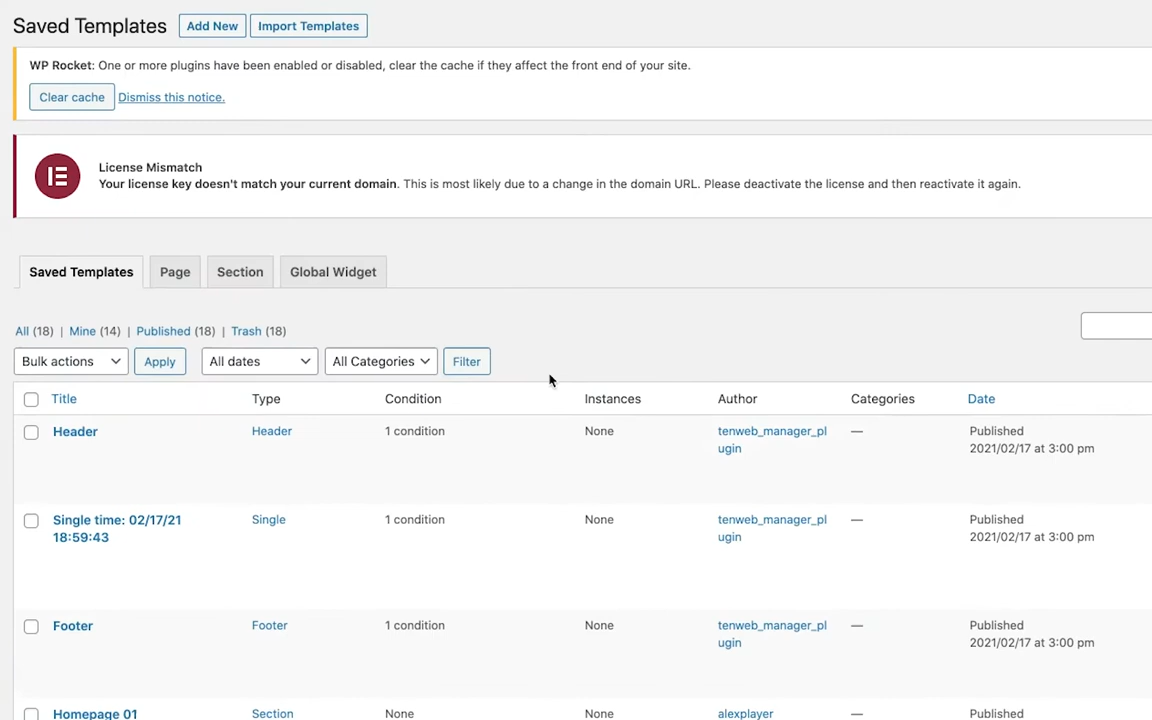 Saved Templates Add New Import Templates
WP Rocket: One or more plugins have been enabled or disabled, clear the cache if they affect the front end of your site.
Clear cache Dismiss this notice.
License Mismatch
Your license key doesn't match your current domain. This is most likely due to a change in the domain URL. Please deactivate the license and then reactivate it again.
Saved Templates Page Section Global Widget
All (18) | Mine (14) | Published (18) | Trash (18)
Bulk actions Apply All dates All Categories Filter
Title Type Condition Instances Author Categories Date
Header Header 1 condition None tenweb_manager_pl — Published
ugin 2021/02/17 at 3:00 pm
Single time: 02/17/21 Single 1 condition None tenweb_manager_pl — Published
18:59:43 ugin 2021/02/17 at 3:00 pm
Footer Footer 1 condition None tenweb_manager_pl — Published
ugin 2021/02/17 at 3:00 pm
Homepage 01 Section None None alexplayer — Published